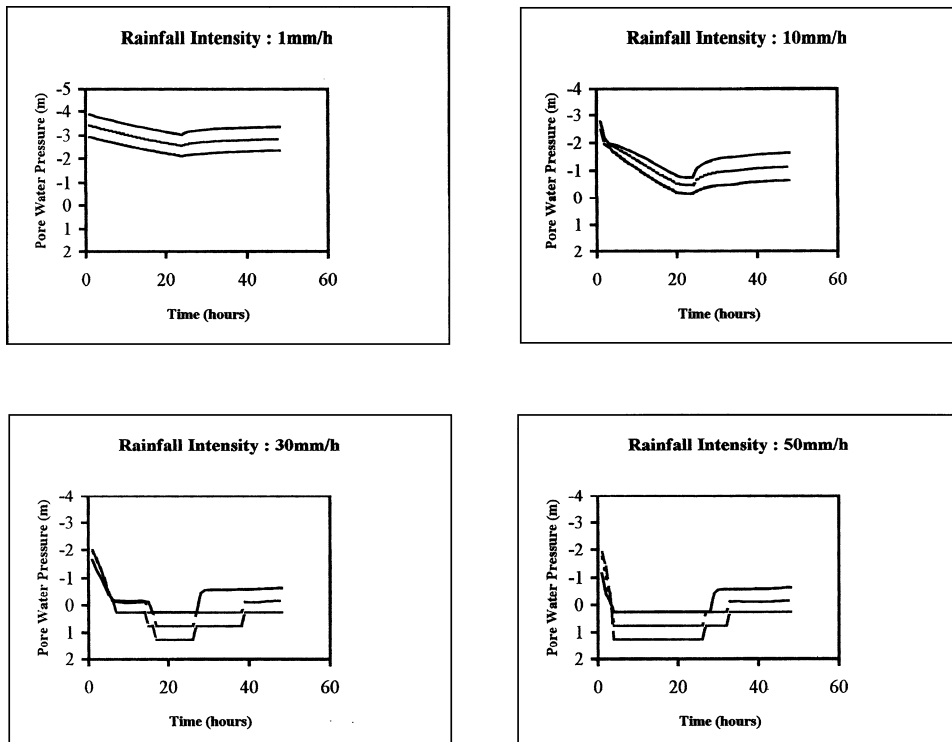 Rainfall Intensity : 1mm/h
Pore Water Pressure (m)
-5
-4
-3
-2
-1
0
1
2
0 20 40 60
Time (hours)
Rainfall Intensity : 10mm/h
Pore Water Pressure (m)
-4
-3
-2
-1
0
1
2
0 20 40 60
Time (hours)
Rainfall Intensity : 30mm/h
Pore Water Pressure (m)
-4
-3
-2
-1
0
1
2
0 20 40 60
Time (hours)
Rainfall Intensity : 50mm/h
Pore Water Pressure (m)
-4
-3
-2
-1
0
1
2
0 20 40 60
Time (hours)